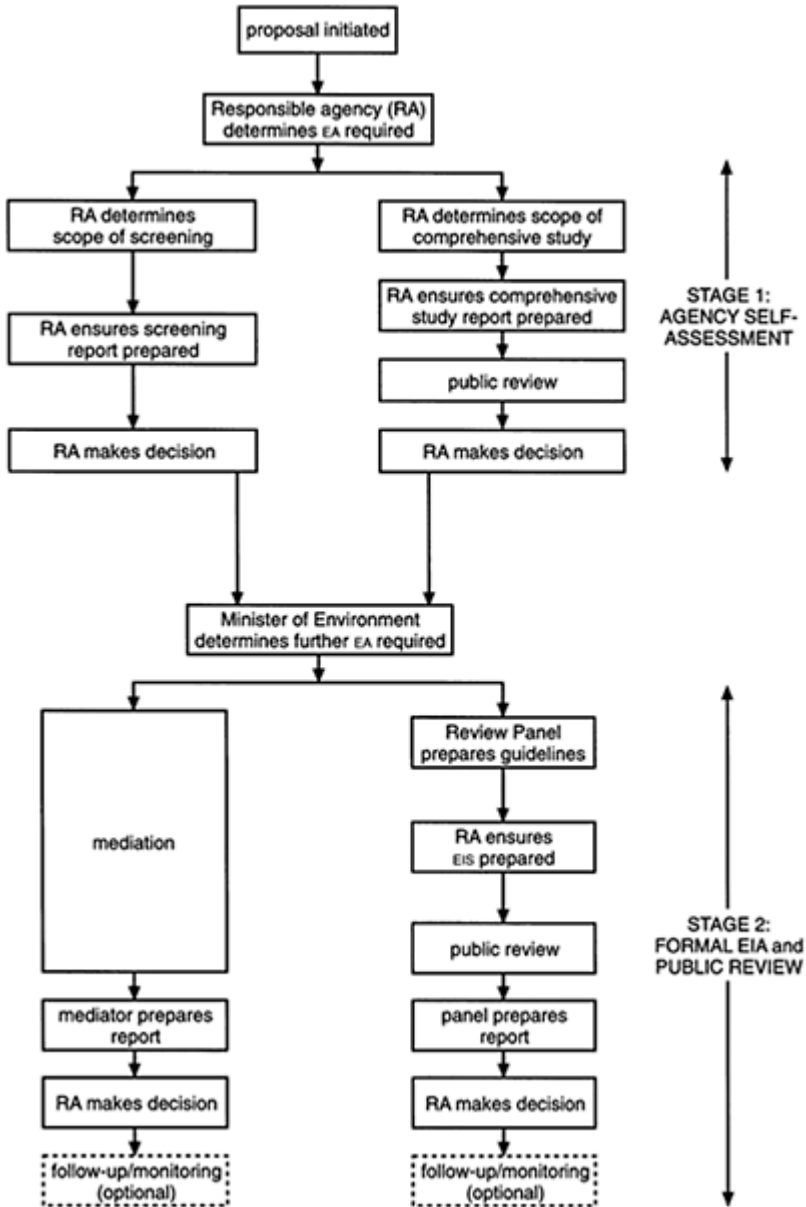 proposal initiated
Responsible agency (RA)
determines EA required
RA determines
scope of screening
RA ensures screening
report prepared
RA makes decision
RA determines scope of
comprehensive study
RA ensures comprehensive
study report prepared
public review
RA makes decision
STAGE 1:
AGENCY SELF-
ASSESSMENT
Minister of Environment
determines further EA required
mediation
mediator prepares
report
RA makes decision
follow-up/monitoring
(optional)
Review Panel
prepares guidelines
RA ensures
EIS prepared
public review
panel prepares
report
RA makes decision
follow-up/monitoring
(optional)
STAGE 2:
FORMAL EIA and
PUBLIC REVIEW